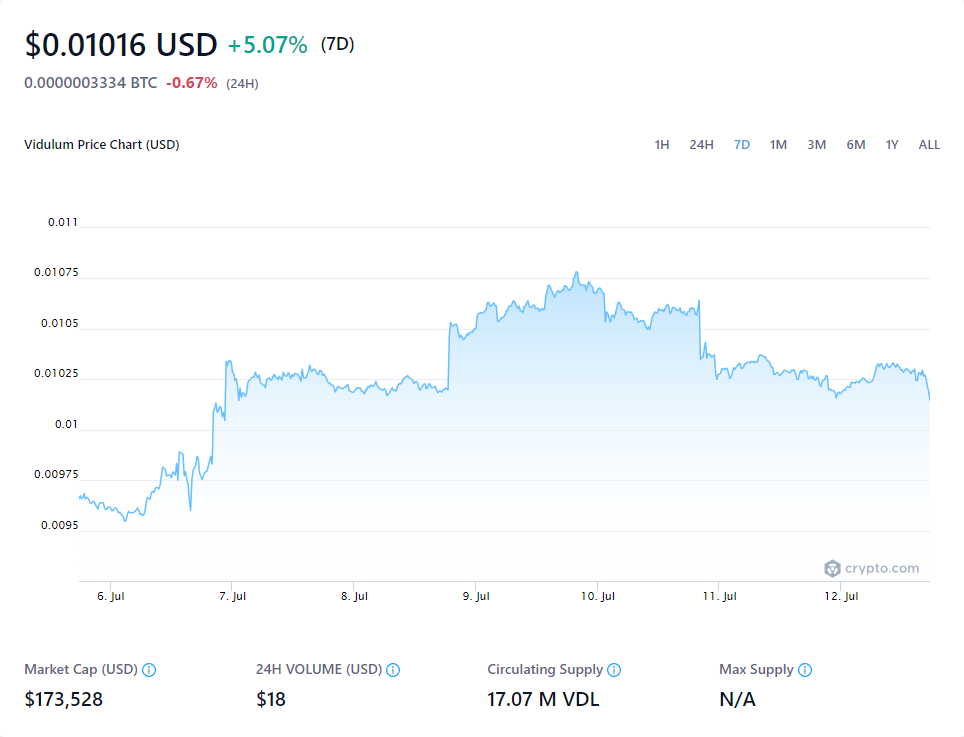 $0.01016 USD +5.07% (7D)
0.0000003334 BTC -0.67% (24H)
Vidulum Price Chart (USD) 1H 24H 7D 1M 3M 6M 1Y ALL
0.011
0.01075
0.0105
0.01025
0.01
0.00975
0.0095
crypto.com
6. Jul 7. Jul 8. Jul 9. Jul 10. Jul 11. Jul 12. Jul
Market Cap (USD) 24H VOLUME (USD) Circulating Supply Max Supply
$173,528 $18 17.07 M VDL N/A